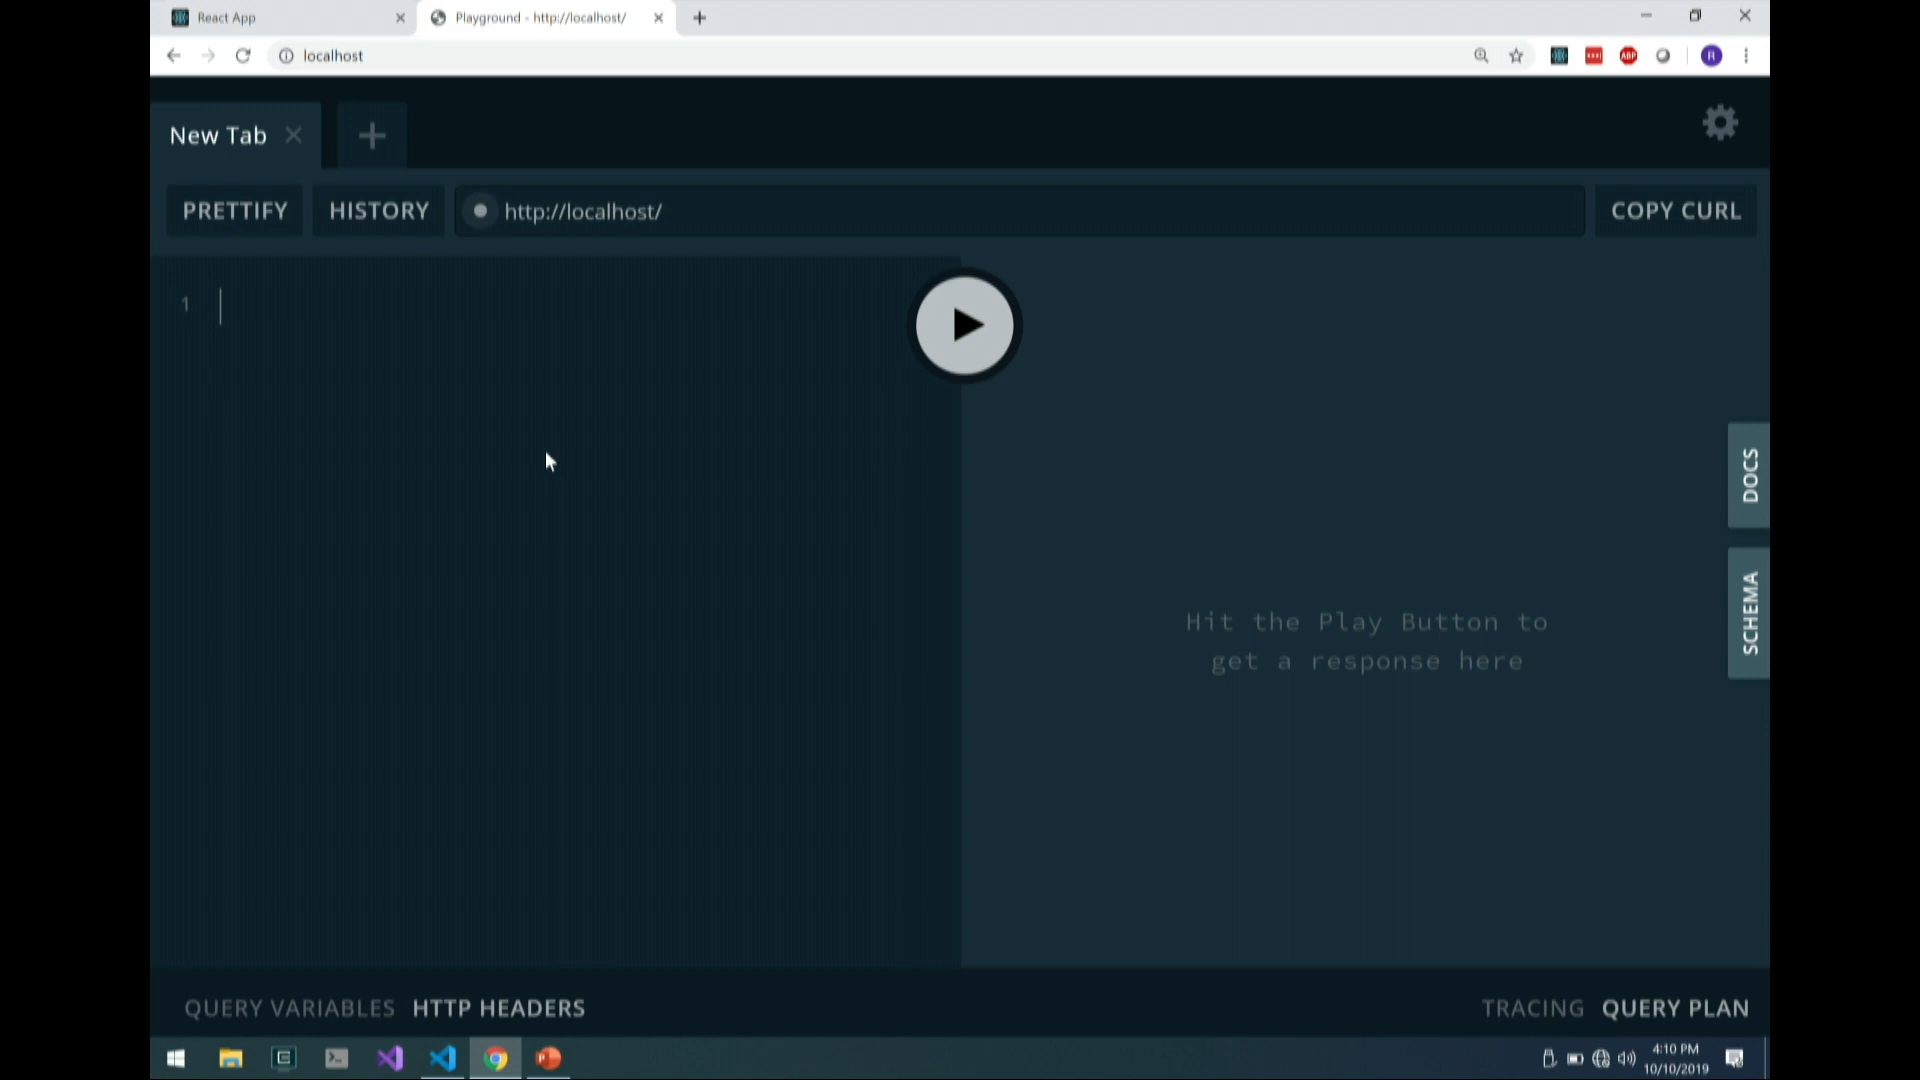 React App
Playground - http://localhost/
localhost
ABP
R
New Tab
PRETTIFY
HISTORY
http://localhost/
COPY CURL
1
DOCS
SCHEMA
Hit the Play Button to
get a response here
QUERY VARIABLES HTTP HEADERS
TRACING QUERY PLAN
4:10 PM
10/10/2019